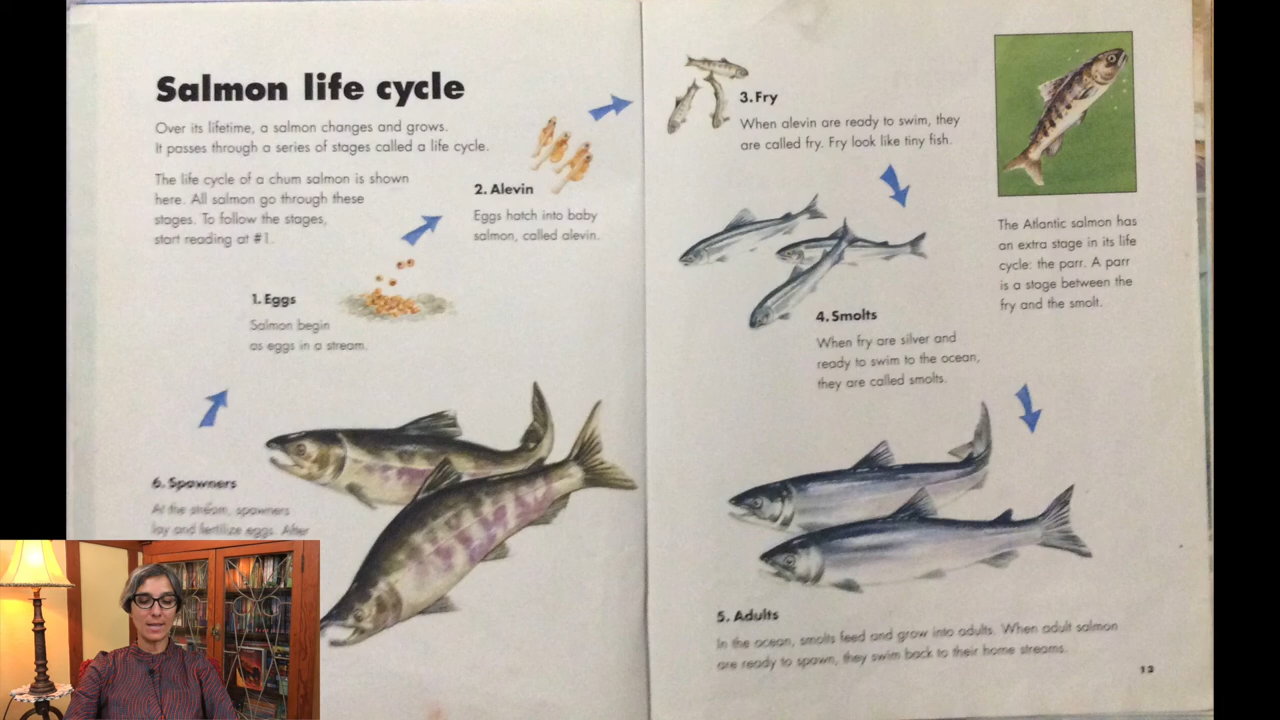 Salmon life cycle
Over its lifetime, a salmon changes and grows.
It passes through a series of stages called a life cycle.
The life cycle of a chum salmon is shown
here. All salmon go through these
stages. To follow the stages,
start reading at #1.
1. Eggs
Salmon begin
as eggs in a stream.
2. Alevin
Eggs hatch into baby
salmon, called alevin.
3. Fry
When alevin are ready to swim, they
are called fry. Fry look like tiny fish.
4. Smolts
When fry are silver and
ready to swim to the ocean,
they are called smolts.
The Atlantic salmon has
an extra stage in its life
cycle: the parr. A parr
is a stage between the
fry and the smolt.
5. Adults
In the ocean, smolts feed and grow into adults. When adult salmon
are ready to spawn, they swim back to their home streams.
6. Spawners
At the stream, spawners
lay and fertilize eggs. After
13